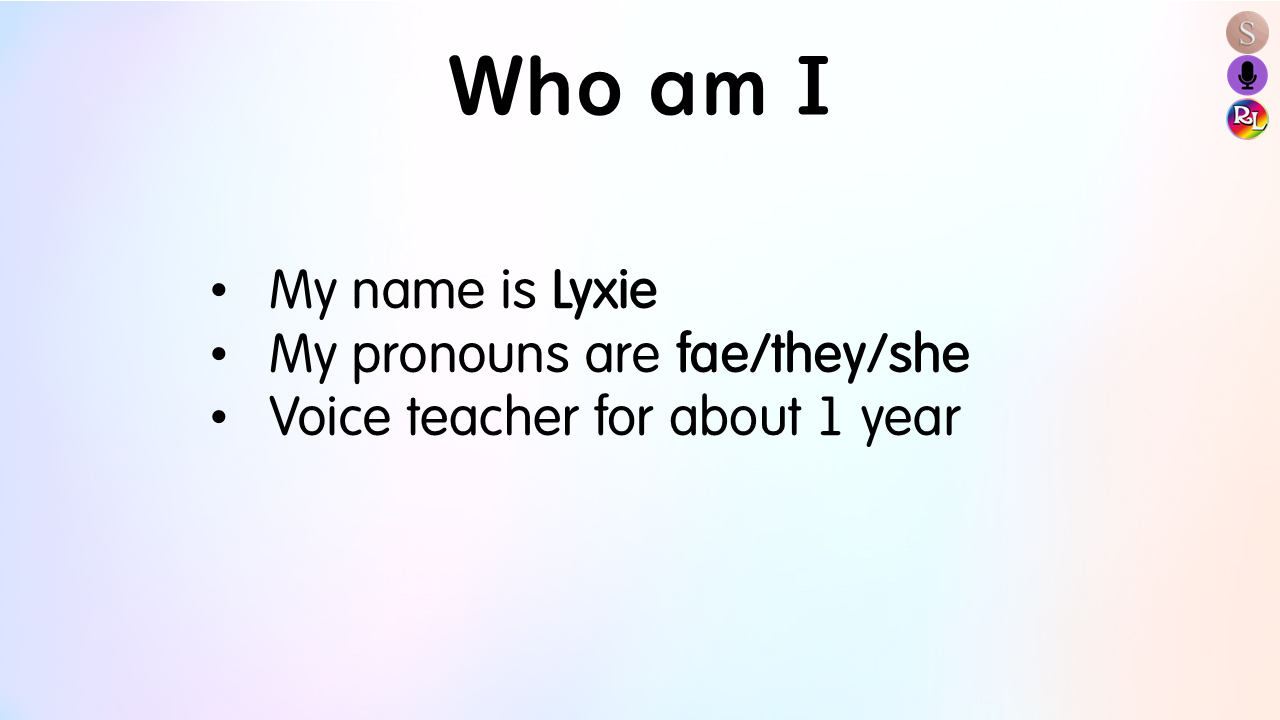 Who am I
S
RL
• My name is Lyxie
• My pronouns are fae/they/she
• Voice teacher for about 1 year